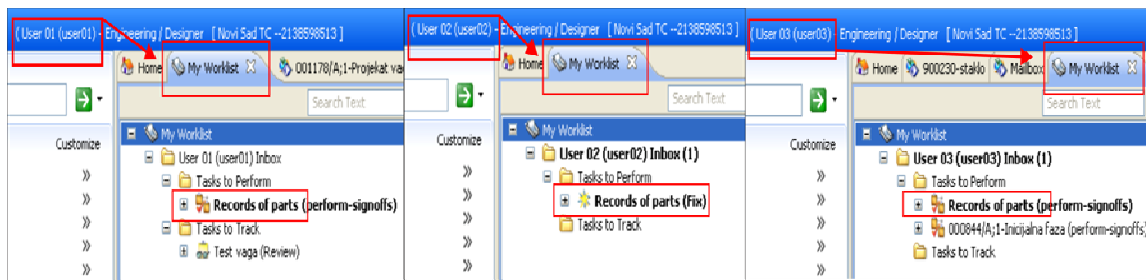 ( User 01 (user01) - Engineering / Designer [ Novi Sad TC --2138598513 ]
Home My Worklist 001178/A;1-Projekat va
Search Text
Customize
My Worklist
User 01 (user01) Inbox
Tasks to Perform
Records of parts (perform-signoffs)
Tasks to Track
Test vaga (Review)
( User 02 (user02) - Engineering / Designer [ Novi Sad TC --2138598513 ]
Home My Worklist
Search Text
Customize
My Worklist
User 02 (user02) Inbox (1)
Tasks to Perform
Records of parts (Fix)
Tasks to Track
( User 03 (user03) - Engineering / Designer [ Novi Sad TC --2138598513 ]
Home 900230-staklo Mailbox My Worklist
Search Text
Customize
My Worklist
User 03 (user03) Inbox (1)
Tasks to Perform
Records of parts (perform-signoffs)
000844/A;1-Inicijalna faza (perform-signoffs)
Tasks to Track